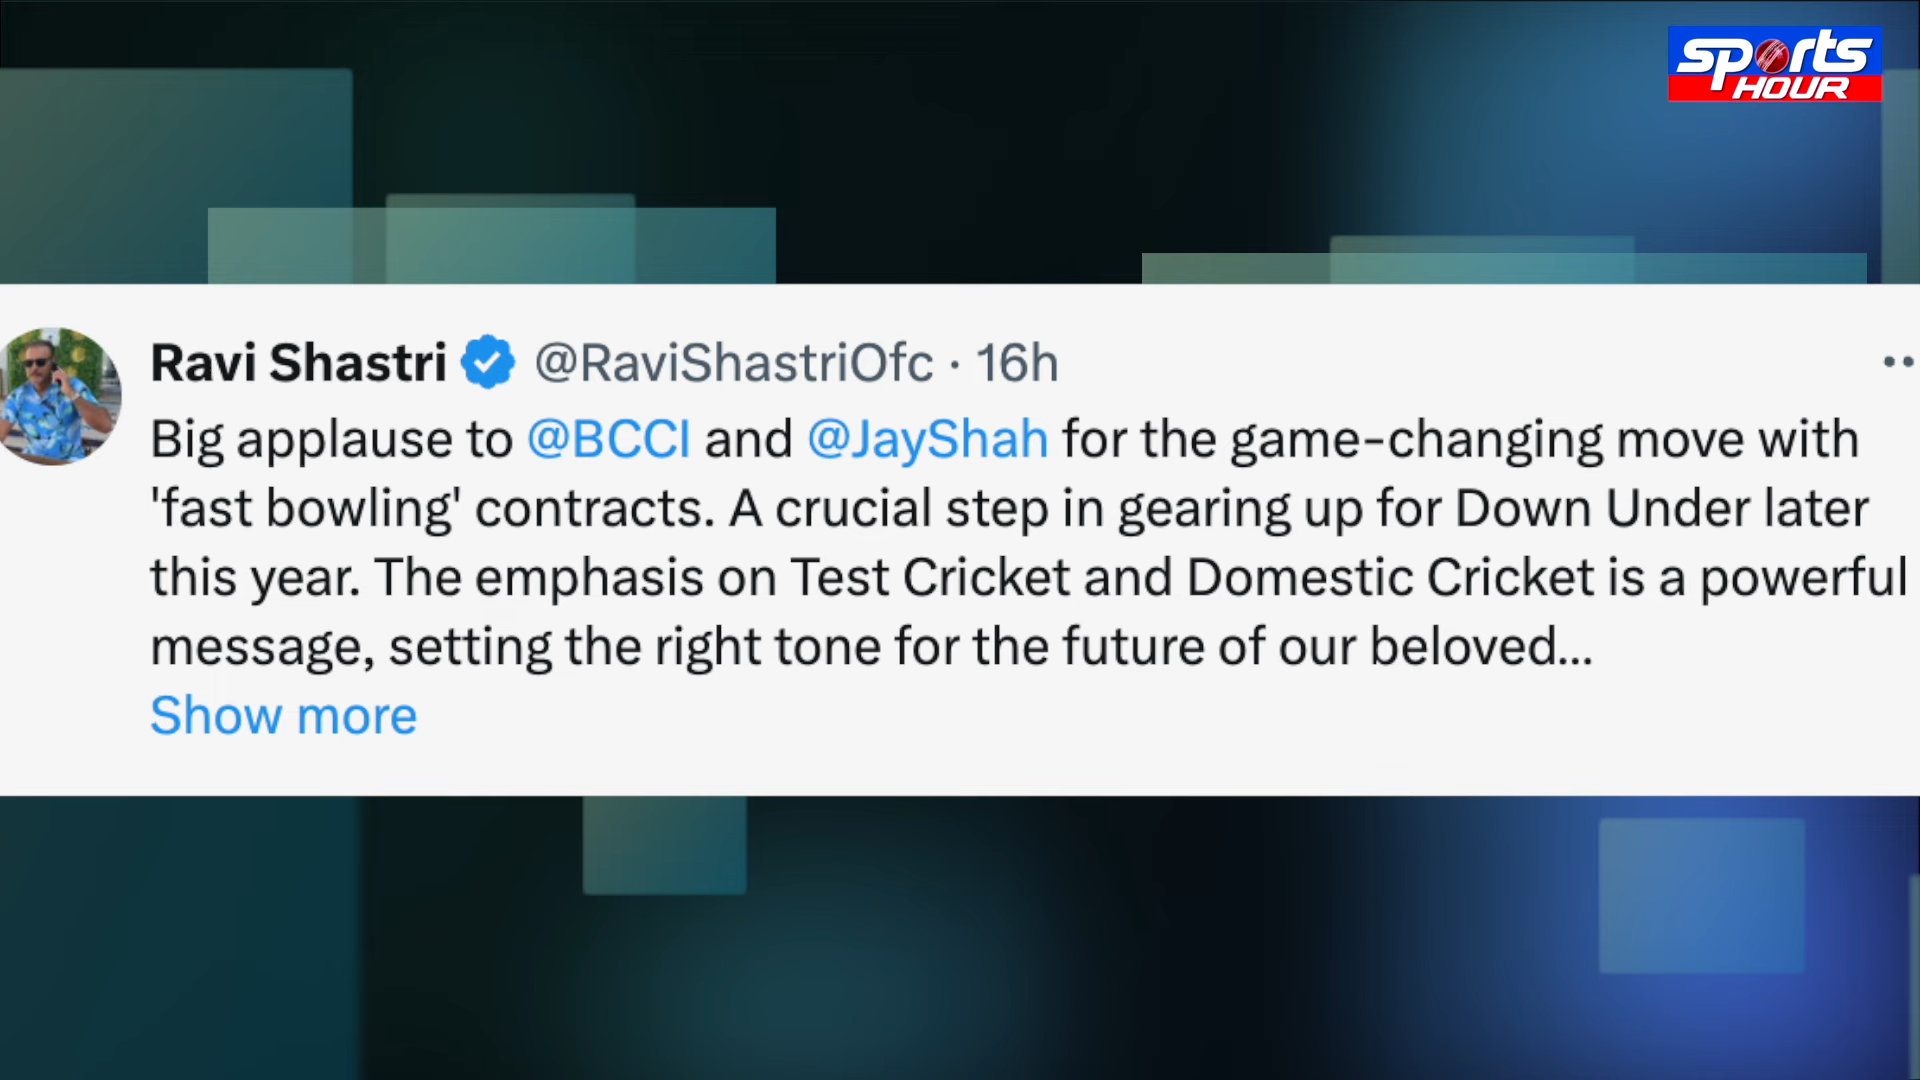 sports
HOUR
Ravi Shastri @RaviShastriOfc · 16h
Big applause to @BCCI and @JayShah for the game-changing move with
'fast bowling' contracts. A crucial step in gearing up for Down Under later
this year. The emphasis on Test Cricket and Domestic Cricket is a powerful
message, setting the right tone for the future of our beloved...
Show more